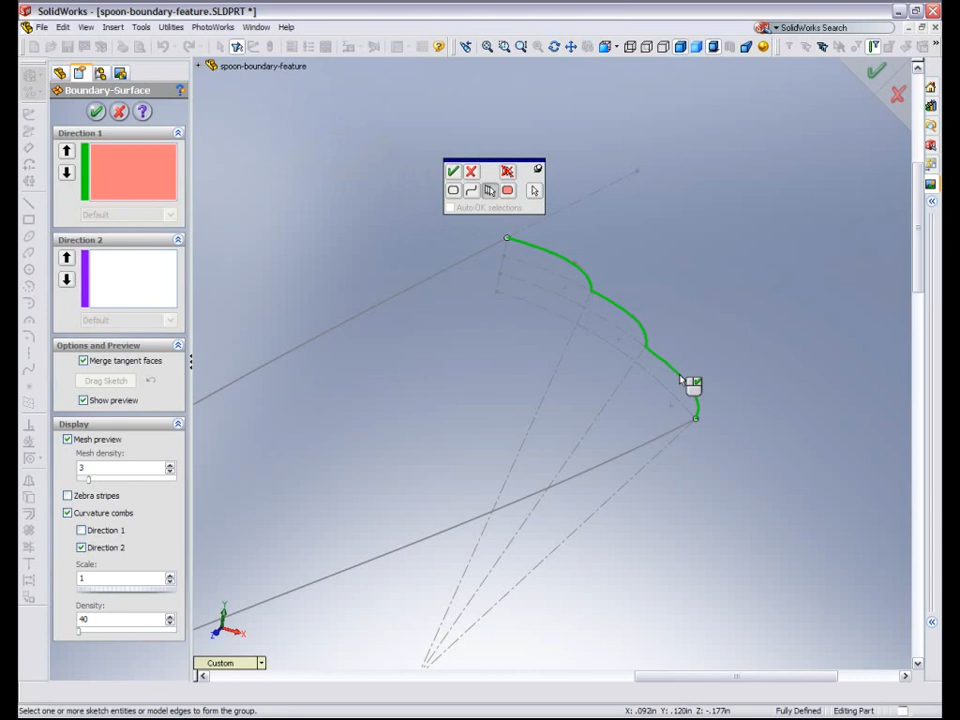 SolidWorks - [spoon-boundary-feature.SLDPRT *]
File Edit View Insert Tools Utilities PhotoWorks Window Help
SolidWorks Search
spoon-boundary-feature
Boundary-Surface
Direction 1
Default
Direction 2
Default
Options and Preview
Merge tangent faces
Drag Sketch
Show preview
Display
Mesh preview
Mesh density:
3
Zebra stripes
Curvature combs
Direction 1
Direction 2
Scale:
1
Density:
40
Auto-OK selections
Y
X
Z
Custom
Select one or more sketch entities or model edges to form the group.
X: .092in Y: .120in Z: -.177in Fully Defined Editing Part